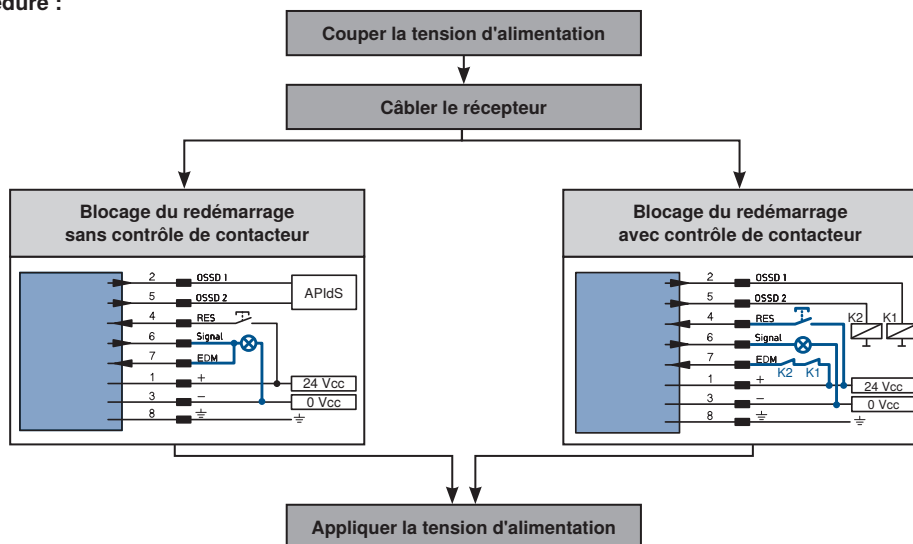 édure :
Couper la tension d'alimentation
Câbler le récepteur
Blocage du redémarrage
sans contrôle de contacteur
2 OSSD 1
5 OSSD 2
APIdS
4 RES
6 Signal
7 EDM
1 +
24 Vcc
3 –
0 Vcc
8
Blocage du redémarrage
avec contrôle de contacteur
2 OSSD 1
5 OSSD 2
K2 K1
4 RES
6 Signal
7 EDM
K2 K1
1 +
24 Vcc
3 –
0 Vcc
8
Appliquer la tension d'alimentation